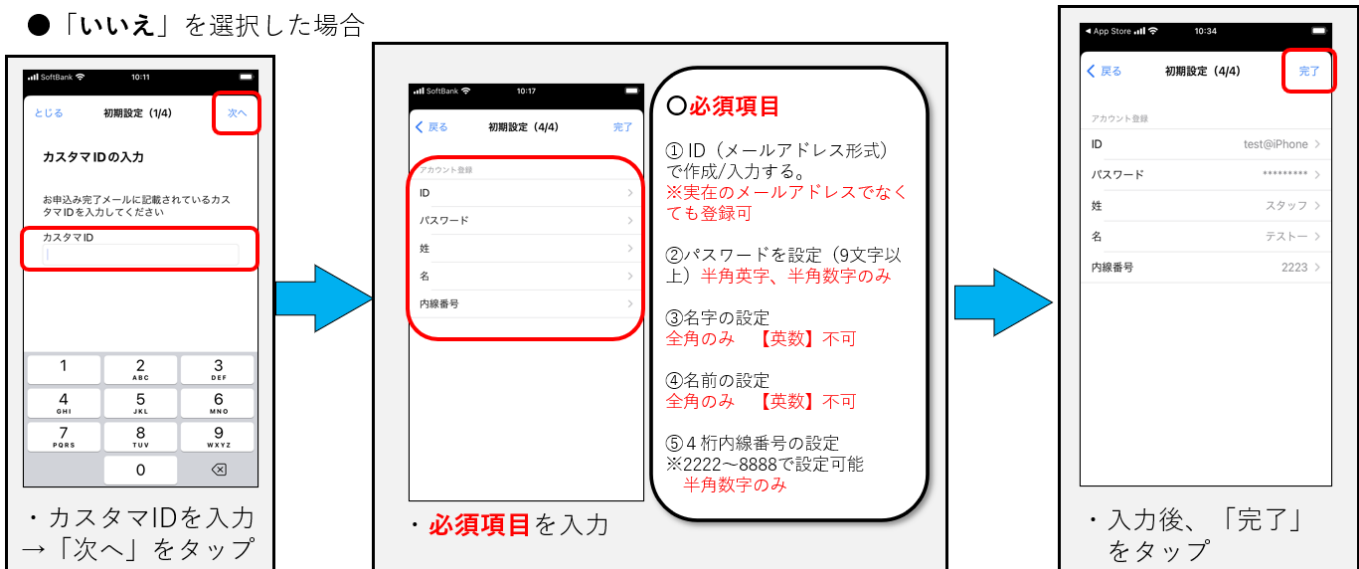 ●「いいえ」を選択した場合
SoftBank 10:11
とじる 初期設定（1/4） 次へ
カスタマIDの入力
お申込み完了メールに記載されているカス
タマIDを入力してください
カスタマID
1 2 3
ABC DEF
4 5 6
GHI JKL MNO
7 8 9
PQRS TUV WXYZ
0
・カスタマIDを入力
→「次へ」をタップ
SoftBank 10:17
戻る 初期設定（4/4） 完了
アカウント登録
ID
パスワード
姓
名
内線番号
・必須項目を入力
〇必須項目
①ID（メールアドレス形式）
で作成/入力する。
※実在のメールアドレスでなく
ても登録可
②パスワードを設定（9文字以
上）半角英字、半角数字のみ
③名字の設定
全角のみ 【英数】不可
④名前の設定
全角のみ 【英数】不可
⑤４桁内線番号の設定
※2222～8888で設定可能
半角数字のみ
App Store 10:34
戻る 初期設定（4/4） 完了
アカウント登録
ID test@iPhone
パスワード *********
姓 スタッフ
名 テストー
内線番号 2223
・入力後、「完了」
をタップ